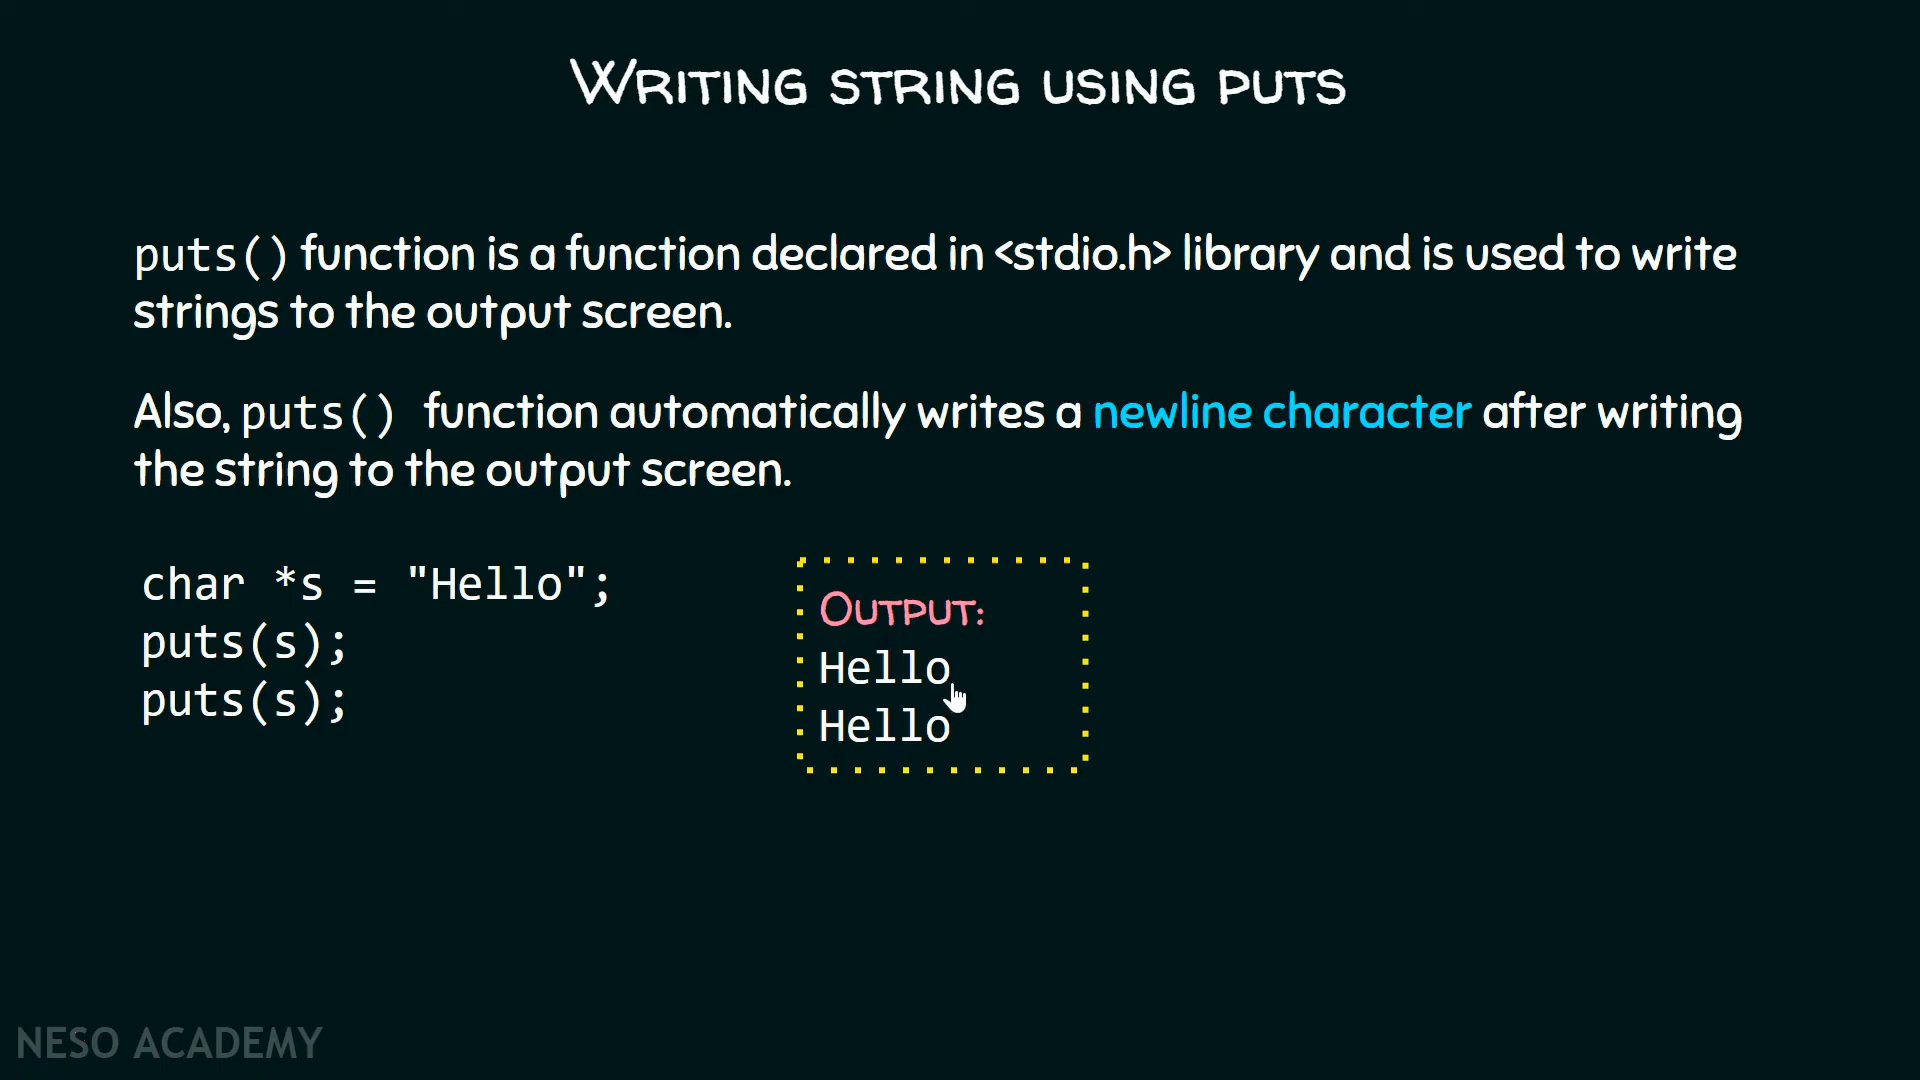 Writing string using puts
puts() function is a function declared in <stdio.h> library and is used to write
strings to the output screen.
Also, puts() function automatically writes a newline character after writing
the string to the output screen.
char *s = "Hello";
puts(s);
puts(s);
Output:
Hello
Hello
NESO ACADEMY